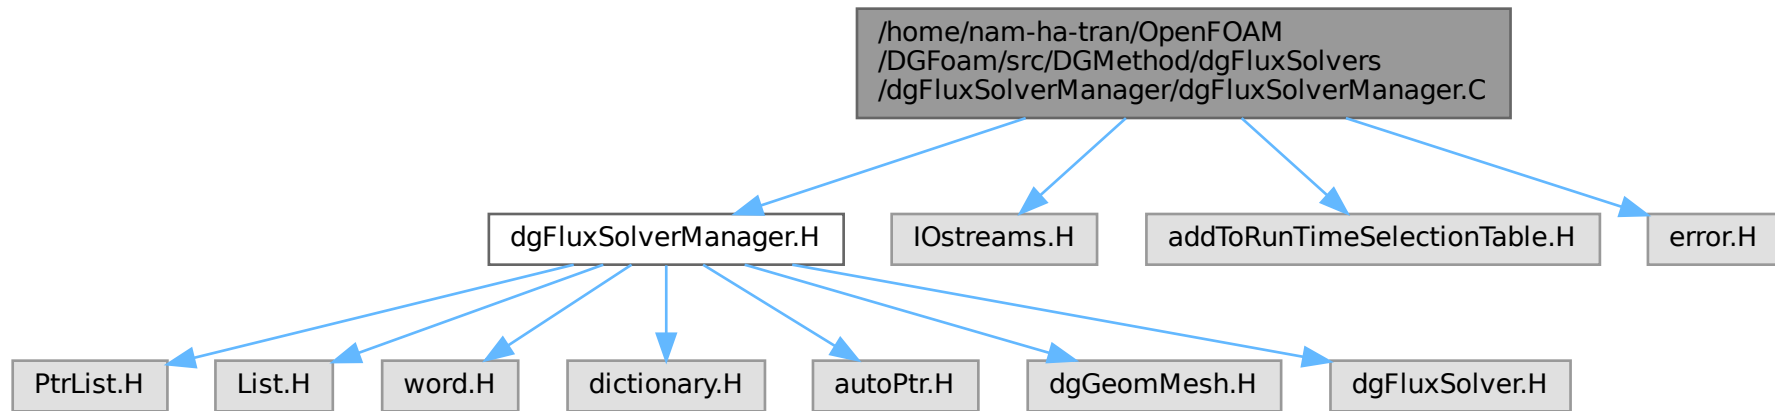 /home/nam-ha-tran/OpenFOAM
/DGFoam/src/DGMethod/dgFluxSolvers
/dgFluxSolverManager/dgFluxSolverManager.C
dgFluxSolverManager.H
IOstreams.H
addToRunTimeSelectionTable.H
error.H
PtrList.H
List.H
word.H
dictionary.H
autoPtr.H
dgGeomMesh.H
dgFluxSolver.H